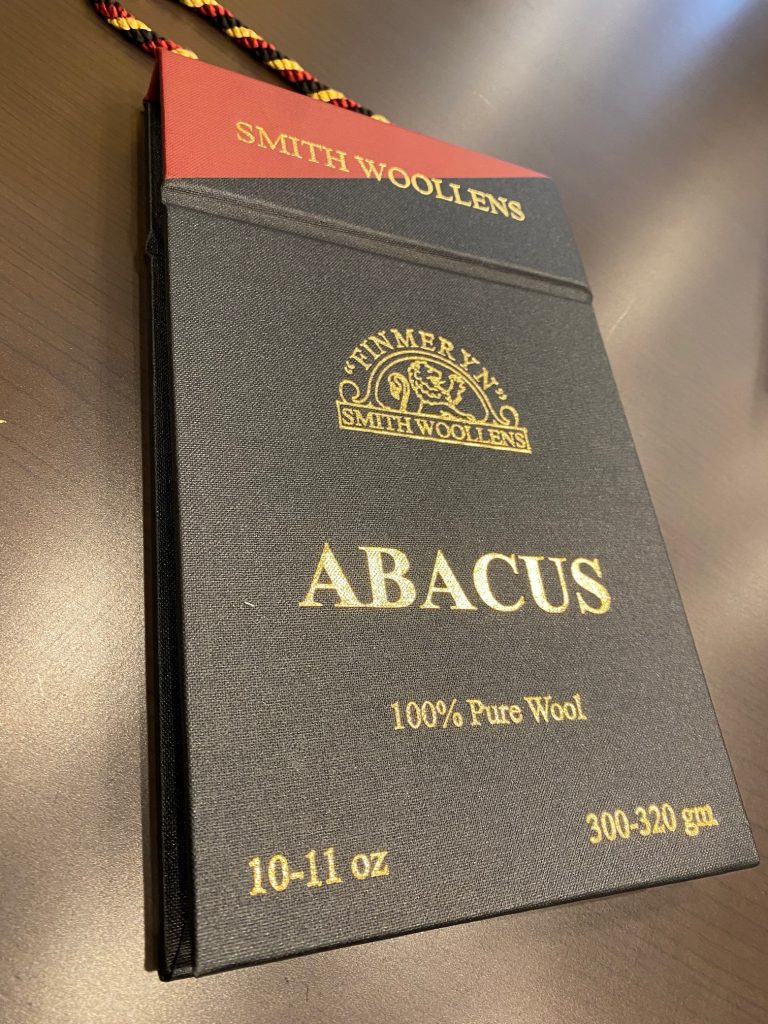 SMITH WOOLLENS
"FINMERYN"
SMITH WOOLLENS
ABACUS
100% Pure Wool
10-11 oz
300-320 gm